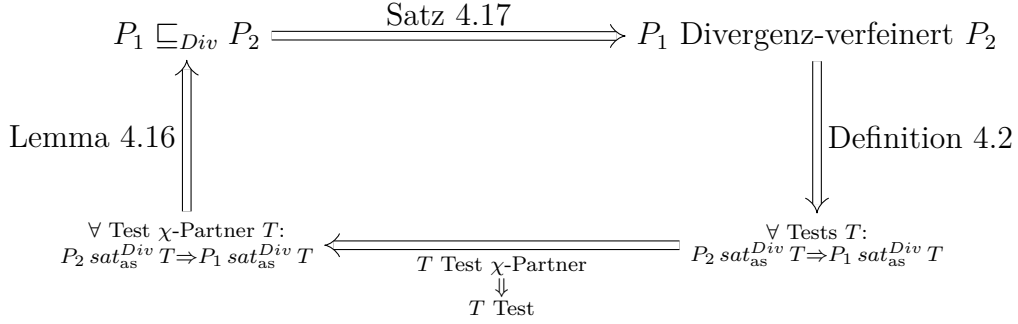 Satz 4.17
P₁ ⊑_Div P₂
P₁ Divergenz-verfeinert P₂
Lemma 4.16
Definition 4.2
∀ Test χ-Partner T:
P₂ sat_as^Div T⇒P₁ sat_as^Div T
∀ Tests T:
P₂ sat_as^Div T⇒P₁ sat_as^Div T
T Test χ-Partner
⇓
T Test